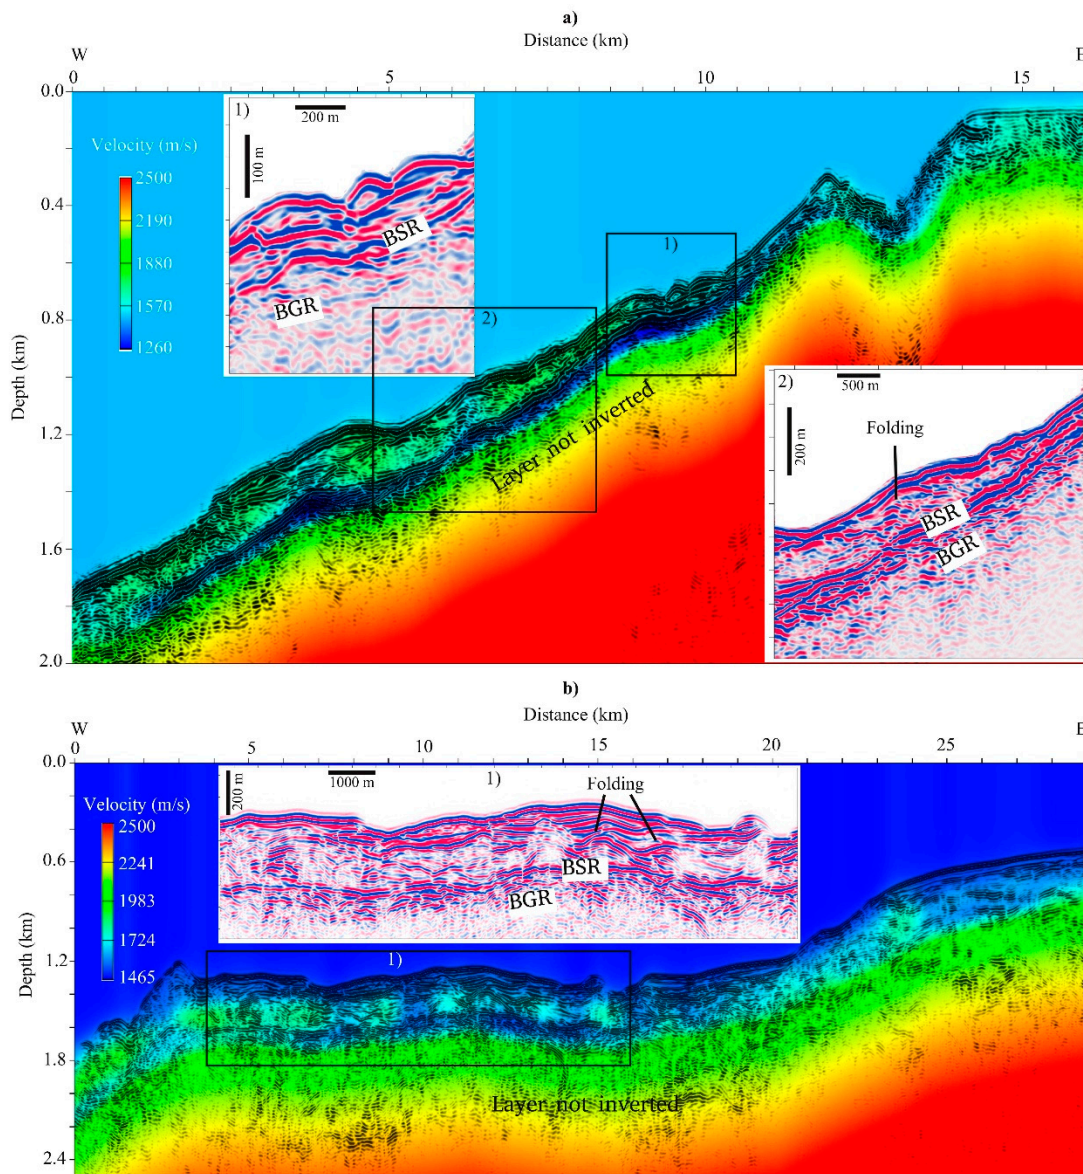 a)
Distance (km)
W
E
0
5
10
15
0.0
0.4
0.8
1.2
1.6
2.0
Depth (km)
Velocity (m/s)
2500
2190
1880
1570
1260
1)
200 m
100 m
BSR
BGR
1)
2)
Layer not inverted
2)
500 m
200 m
Folding
BSR
BGR
b)
Distance (km)
W
E
0
5
10
15
20
25
0.0
0.6
1.2
1.8
2.4
Depth (km)
Velocity (m/s)
2500
2241
1983
1724
1465
1)
200 m
1000 m
Folding
BSR
BGR
1)
Layer not inverted